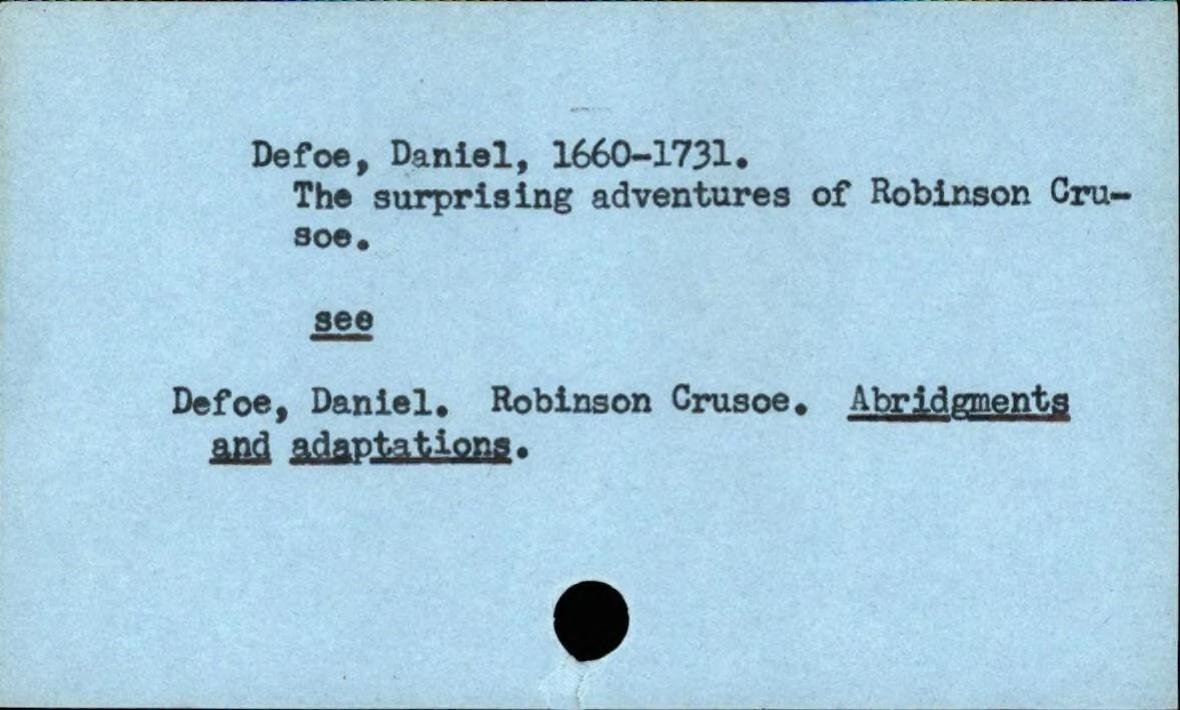 Defoe, Daniel, 1660-1731.
The surprising adventures of Robinson Cru-
soe.
see
Defoe, Daniel. Robinson Crusoe. Abridgments
and adaptations.